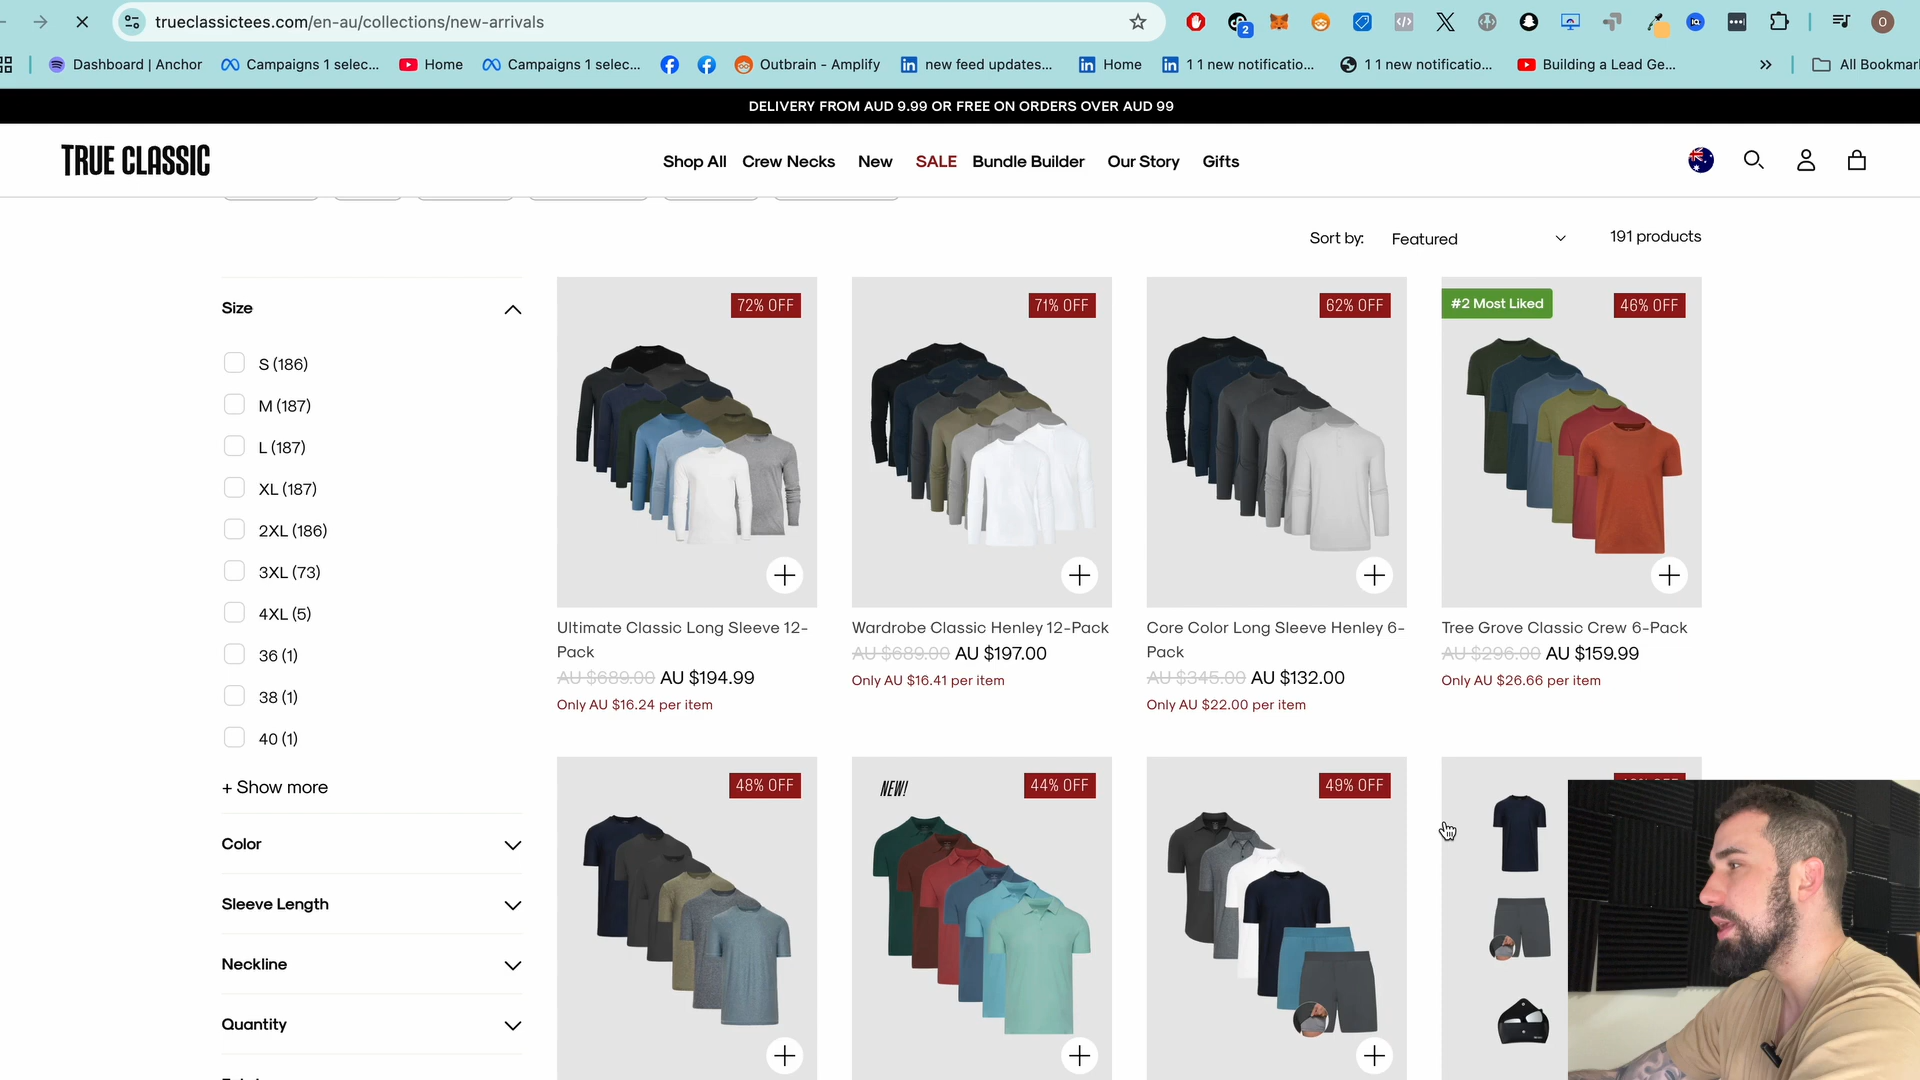 trueclassictees.com/en-au/collections/new-arrivals
2
O
Dashboard | Anchor
Campaigns 1 selec...
Home
Campaigns 1 selec...
Outbrain - Amplify
new feed updates...
Home
1 1 new notificatio...
1 1 new notificatio...
Building a Lead Ge...
»
All Bookmar
DELIVERY FROM AUD 9.99 OR FREE ON ORDERS OVER AUD 99
TRUE CLASSIC
Shop All
Crew Necks
New
SALE
Bundle Builder
Our Story
Gifts
Sort by:
Featured
191 products
Size
S (186)
M (187)
L (187)
XL (187)
2XL (186)
3XL (73)
4XL (5)
36 (1)
38 (1)
40 (1)
+ Show more
Color
Sleeve Length
Neckline
Quantity
72% OFF
71% OFF
62% OFF
#2 Most Liked
46% OFF
Ultimate Classic Long Sleeve 12-
Pack
AU $689.00 AU $194.99
Only AU $16.24 per item
Wardrobe Classic Henley 12-Pack
AU $689.00 AU $197.00
Only AU $16.41 per item
Core Color Long Sleeve Henley 6-
Pack
AU $345.00 AU $132.00
Only AU $22.00 per item
Tree Grove Classic Crew 6-Pack
AU $296.00 AU $159.99
Only AU $26.66 per item
48% OFF
NEW!
44% OFF
49% OFF